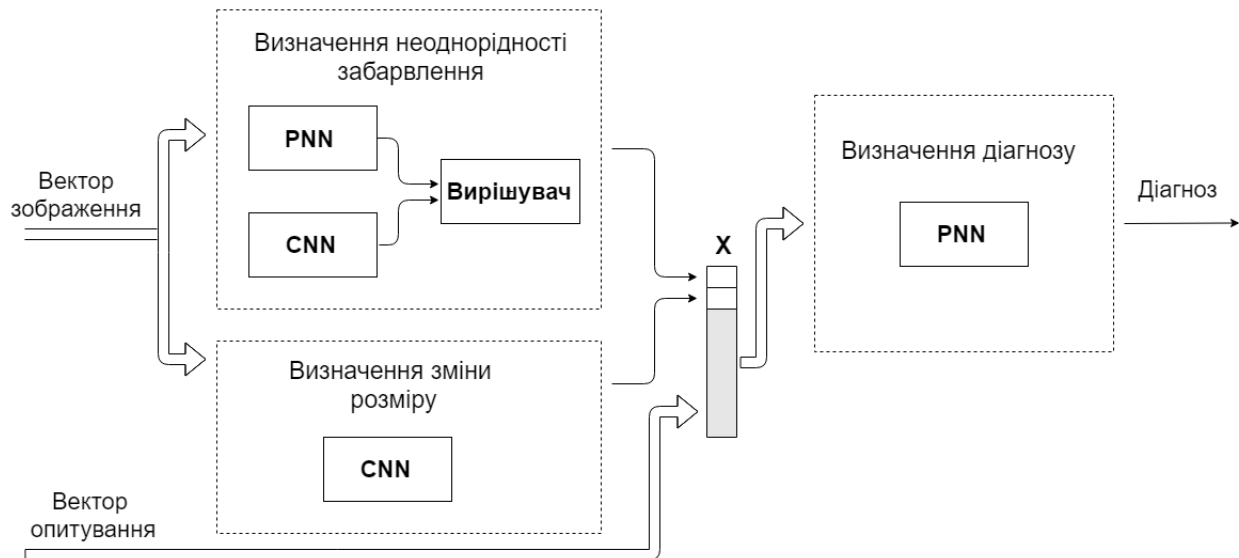 Визначення неоднорідності
забарвлення
PNN
CNN
Вирішувач
Вектор
зображення
Визначення зміни
розміру
CNN
Вектор
опитування
X
Визначення діагнозу
PNN
Діагноз